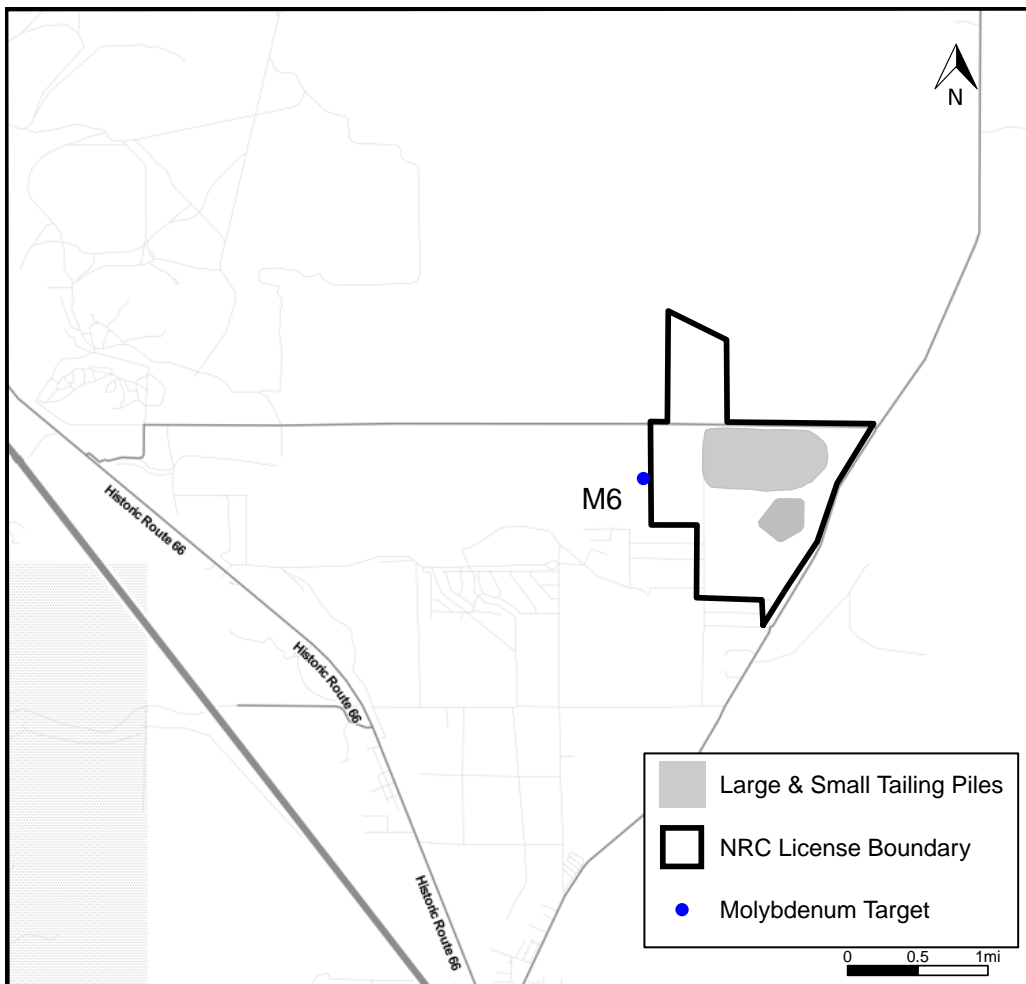 N
M6
Historic Route 66
Historic Route 66
Historic Route 66
Large & Small Tailing Piles
NRC License Boundary
Molybdenum Target
0 0.5 1mi